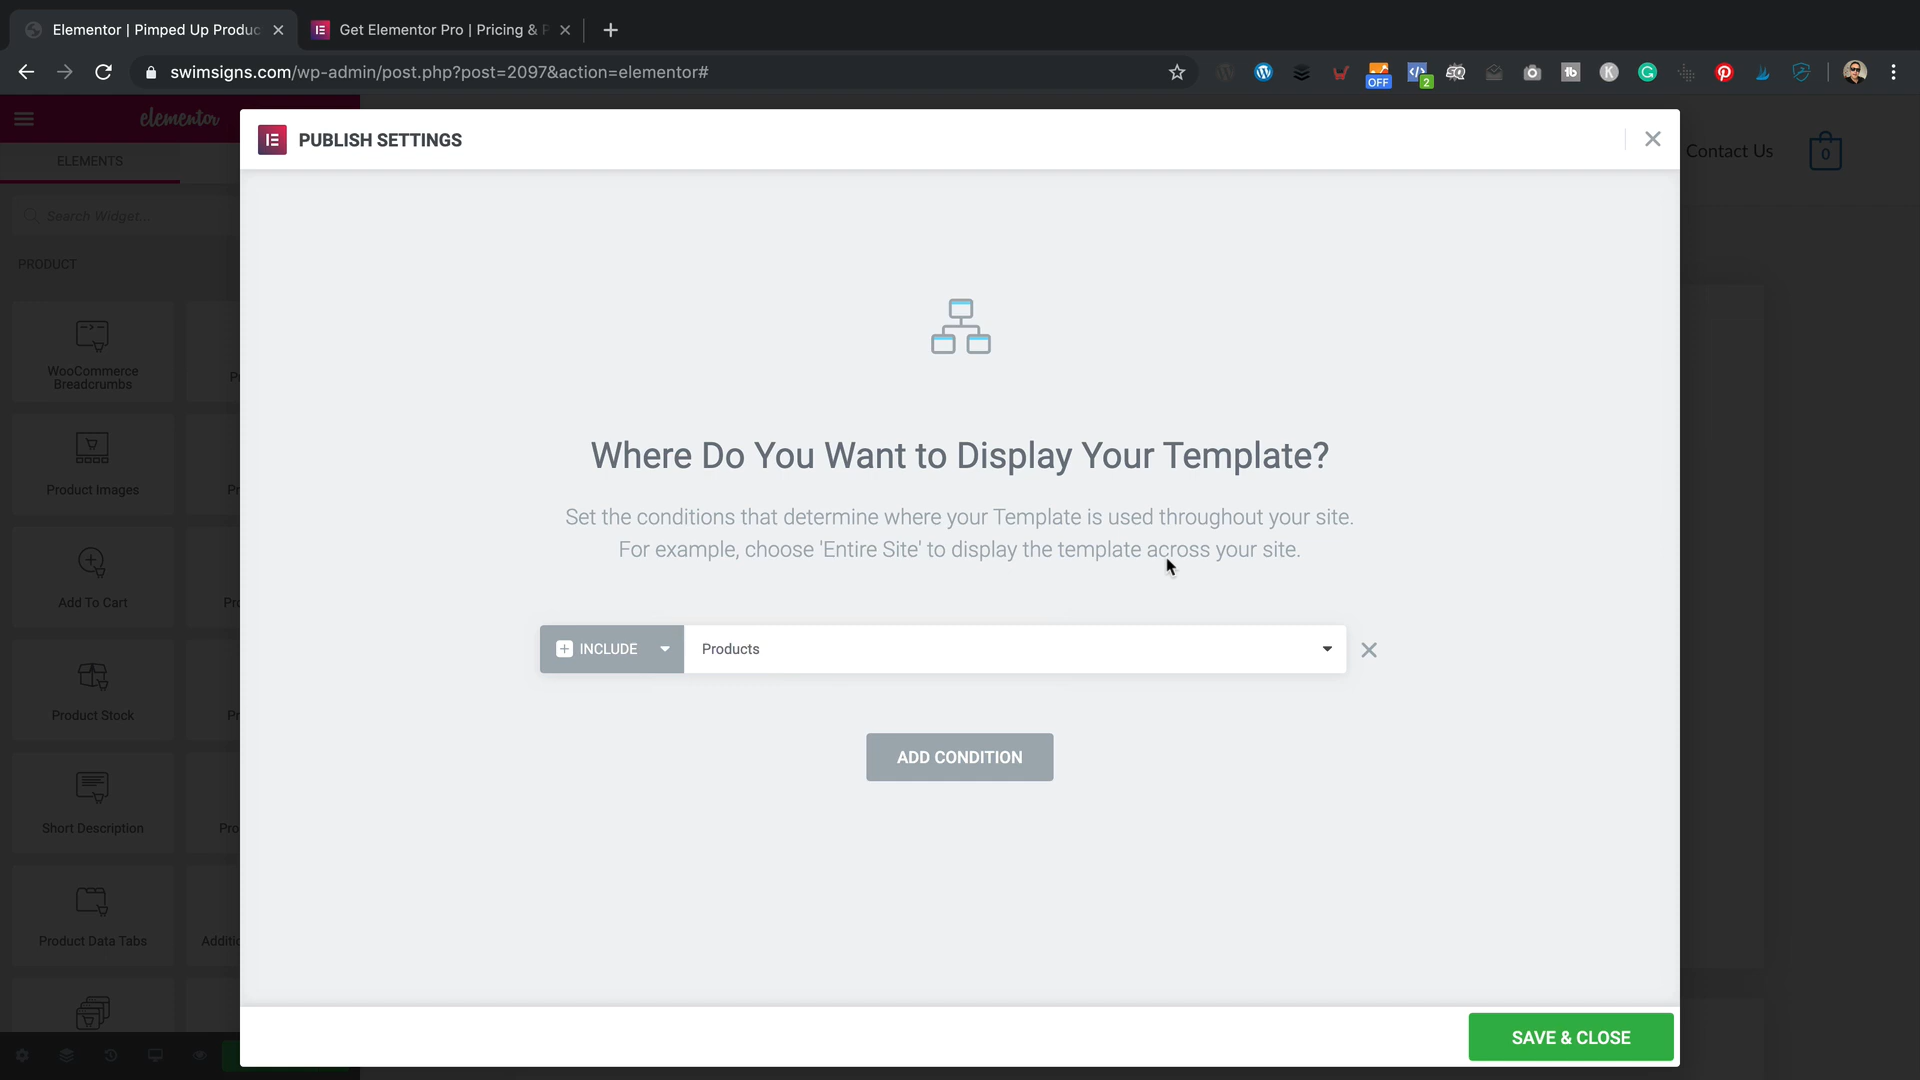 Elementor | Pimped Up Produc
Get Elementor Pro | Pricing & P
swimsigns.com/wp-admin/post.php?post=2097&action=elementor#
OFF
2
elementor
PUBLISH SETTINGS
Contact Us
0
ELEMENTS
Search Widget...
PRODUCT
WooCommerce
Breadcrumbs
Product Images
Add To Cart
Product Stock
Short Description
Product Data Tabs
Where Do You Want to Display Your Template?
Set the conditions that determine where your Template is used throughout your site.
For example, choose 'Entire Site' to display the template across your site.
INCLUDE
Products
ADD CONDITION
SAVE & CLOSE